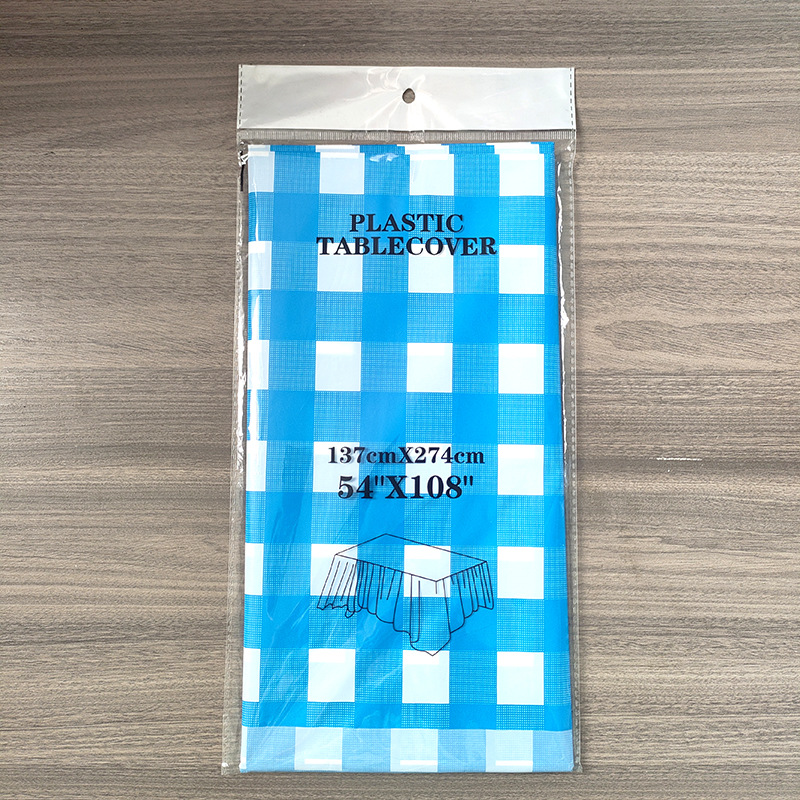 PLASTIC
TABLECOVER
137cmX274cm
54"X108"